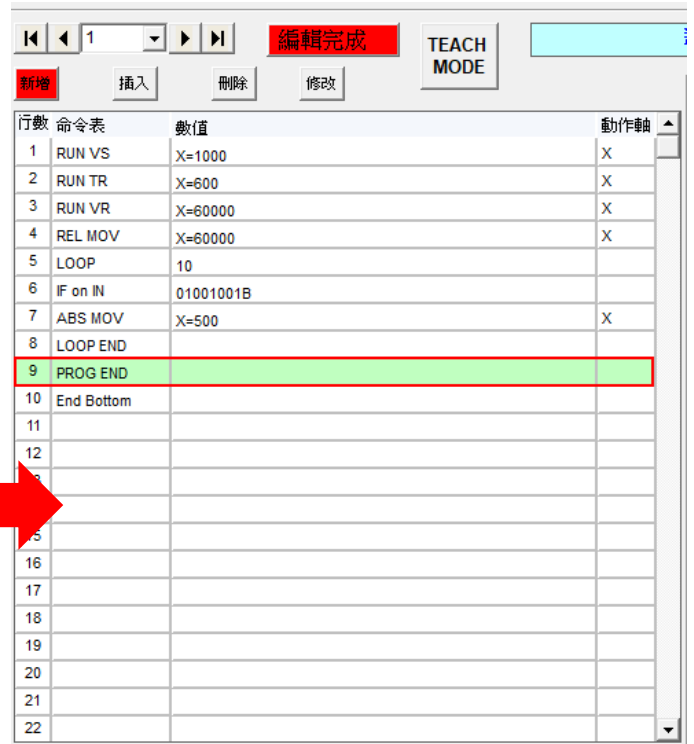 1 編輯完成 TEACH MODE
新增 插入 刪除 修改
行數 命令表 數值 動作軸
1 RUN VS X=1000 X
2 RUN TR X=600 X
3 RUN VR X=60000 X
4 REL MOV X=60000 X
5 LOOP 10
6 IF on IN 01001001B
7 ABS MOV X=500 X
8 LOOP END
9 PROG END
10 End Bottom
11
12
16
17
18
19
20
21
22